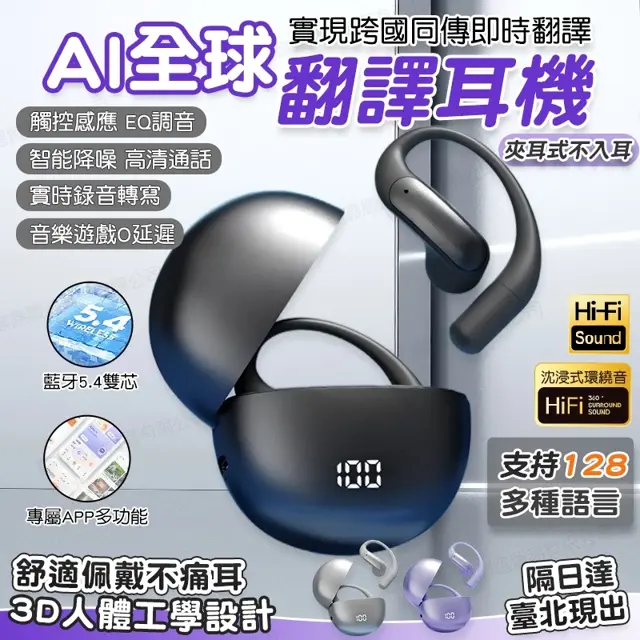 AI全球
實現跨國同傳即時翻譯
翻譯耳機
觸控感應 EQ調音
智能降噪 高清通話
實時錄音轉寫
音樂遊戲0延遲
夾耳式不入耳
5.4
WIRELESS
藍牙5.4雙芯
Hi-Fi
Sound
沈浸式環繞音
HiFi 360°
SURROUND
SOUND
100
支持128
多種語言
專屬APP多功能
舒適佩戴不痛耳
3D人體工學設計
100
100
隔日達
臺北現出